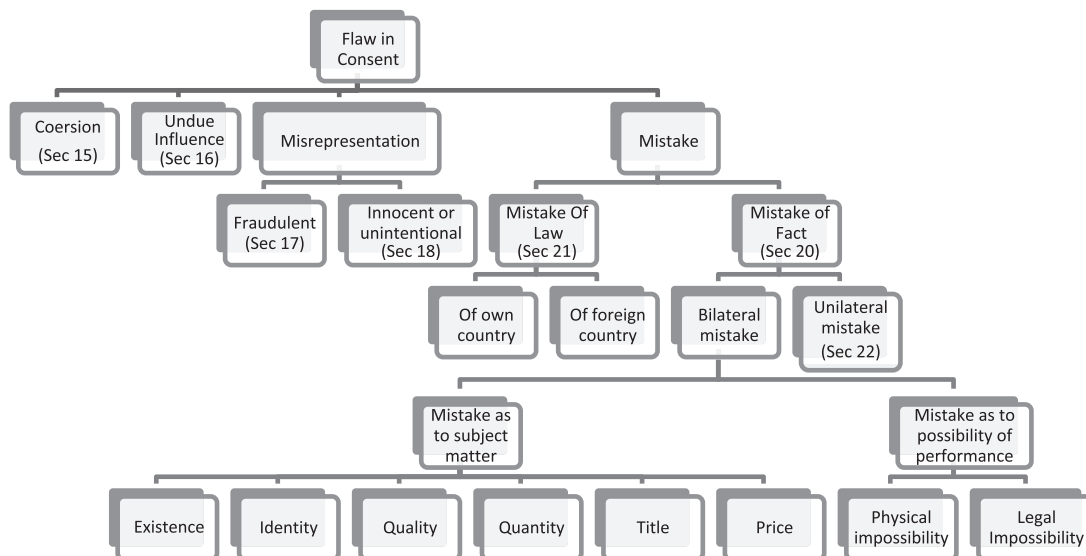 Flaw in
Consent
Coersion
(Sec 15)
Undue
Influence
(Sec 16)
Misrepresentation
Mistake
Fraudulent
(Sec 17)
Innocent or
unintentional
(Sec 18)
Mistake Of
Law
(Sec 21)
Mistake of
Fact
(Sec 20)
Of own
country
Of foreign
country
Bilateral
mistake
Unilateral
mistake
(Sec 22)
Mistake as
to subject
matter
Mistake as to
possibility of
performance
Existence
Identity
Quality
Quantity
Title
Price
Physical
impossibility
Legal
Impossibility